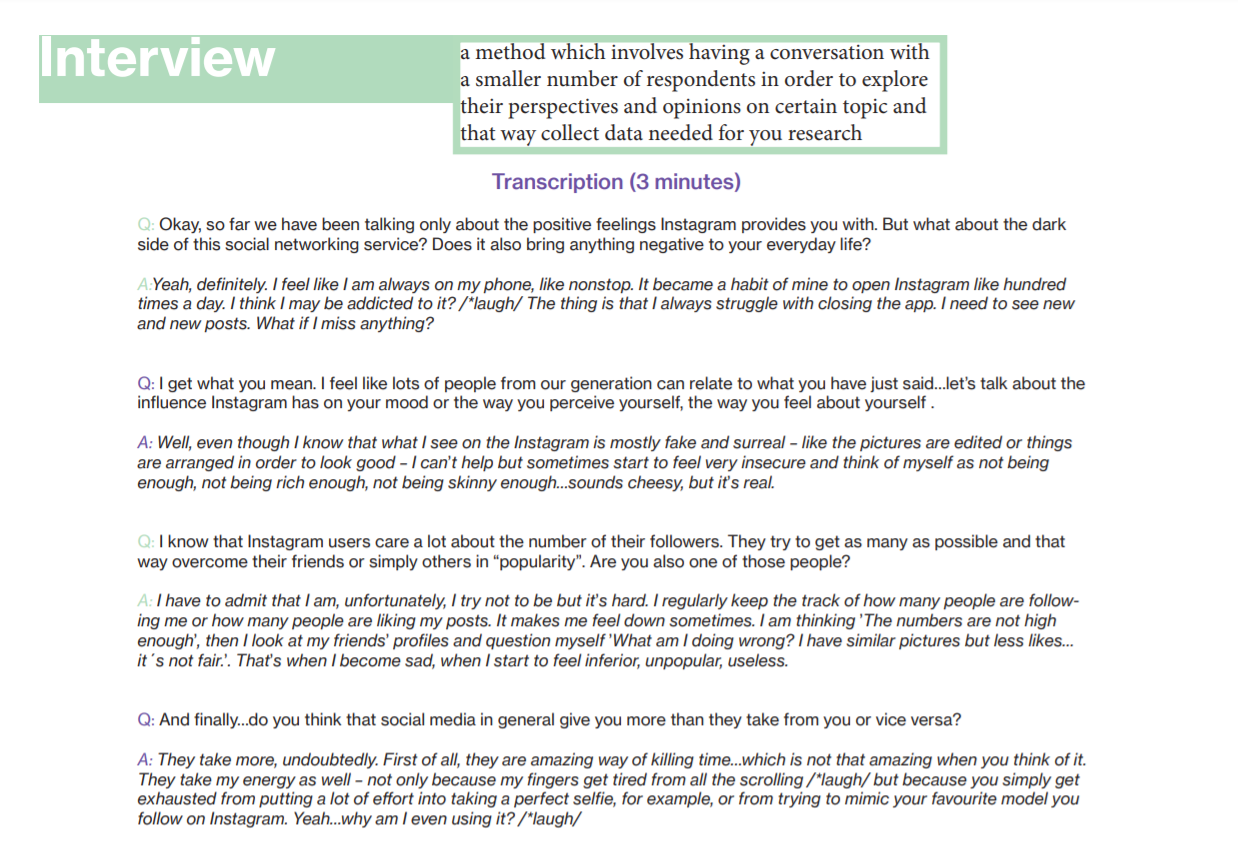 Interview
a method which involves having a conversation with
a smaller number of respondents in order to explore
their perspectives and opinions on certain topic and
that way collect data needed for you research
Transcription (3 minutes)
Q: Okay, so far we have been talking only about the positive feelings Instagram provides you with. But what about the dark
side of this social networking service? Does it also bring anything negative to your everyday life?
A:Yeah, definitely. I feel like I am always on my phone, like nonstop. It became a habit of mine to open Instagram like hundred
times a day. I think I may be addicted to it? /*laugh/ The thing is that I always struggle with closing the app. I need to see new
and new posts. What if I miss anything?
Q: I get what you mean. I feel like lots of people from our generation can relate to what you have just said...let's talk about the
influence Instagram has on your mood or the way you perceive yourself, the way you feel about yourself .
A: Well, even though I know that what I see on the Instagram is mostly fake and surreal – like the pictures are edited or things
are arranged in order to look good – I can't help but sometimes start to feel very insecure and think of myself as not being
enough, not being rich enough, not being skinny enough...sounds cheesy, but it's real.
Q: I know that Instagram users care a lot about the number of their followers. They try to get as many as possible and that
way overcome their friends or simply others in “popularity”. Are you also one of those people?
A: I have to admit that I am, unfortunately, I try not to be but it's hard. I regularly keep the track of how many people are follow-
ing me or how many people are liking my posts. It makes me feel down sometimes. I am thinking 'The numbers are not high
enough', then I look at my friends' profiles and question myself 'What am I doing wrong? I have similar pictures but less likes...
it´s not fair.'. That's when I become sad, when I start to feel inferior, unpopular, useless.
Q: And finally...do you think that social media in general give you more than they take from you or vice versa?
A: They take more, undoubtedly. First of all, they are amazing way of killing time...which is not that amazing when you think of it.
They take my energy as well – not only because my fingers get tired from all the scrolling /*laugh/ but because you simply get
exhausted from putting a lot of effort into taking a perfect selfie, for example, or from trying to mimic your favourite model you
follow on Instagram. Yeah...why am I even using it? /*laugh/